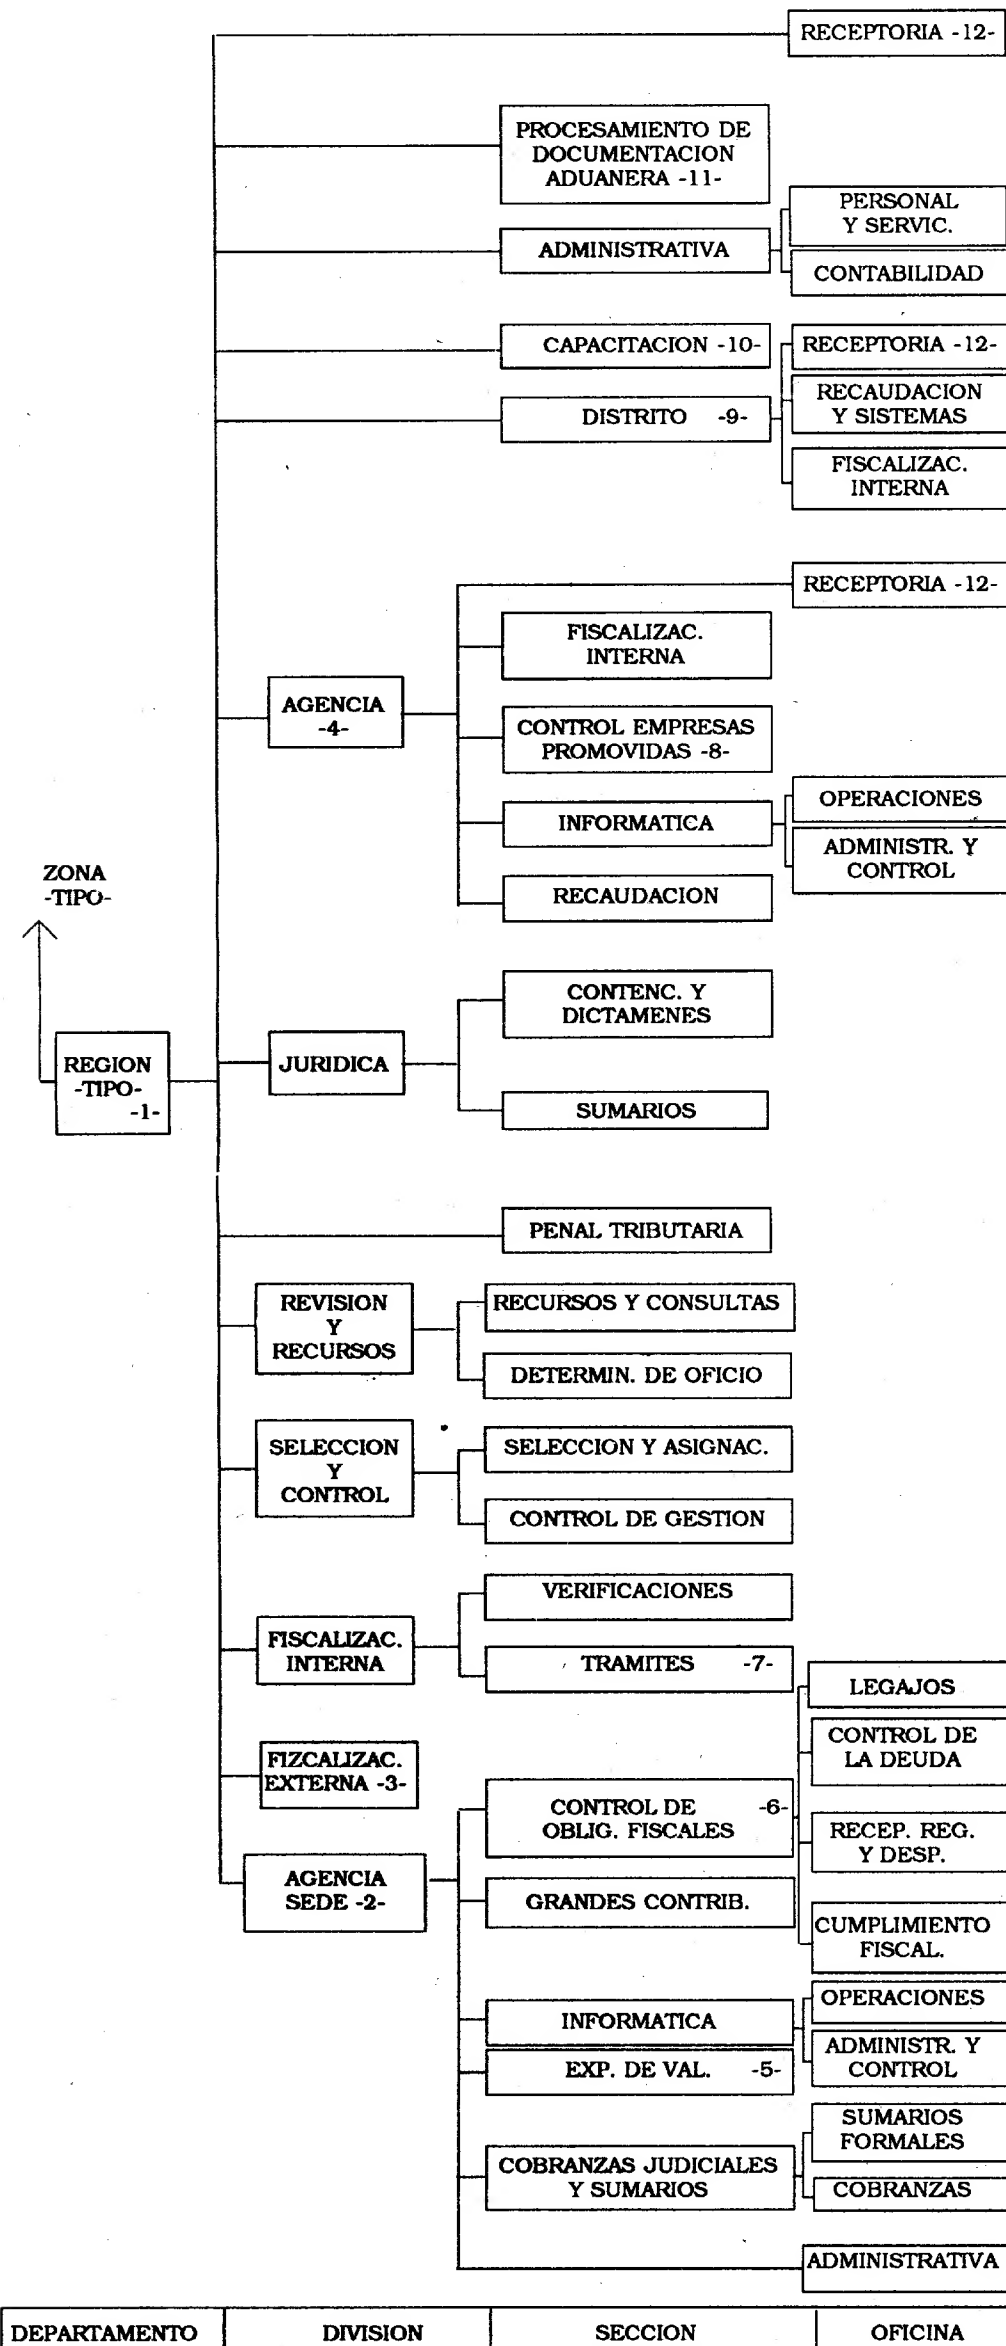 RECEPTORIA -12-
PROCESAMIENTO DE
DOCUMENTACION
ADUANERA -11-
ADMINISTRATIVA
PERSONAL
Y SERVIC.
CONTABILIDAD
CAPACITACION -10-
DISTRITO -9-
RECEPTORIA -12-
RECAUDACION
Y SISTEMAS
FISCALIZAC.
INTERNA
AGENCIA
-4-
RECEPTORIA -12-
FISCALIZAC.
INTERNA
CONTROL EMPRESAS
PROMOVIDAS -8-
INFORMATICA
OPERACIONES
ADMINISTR. Y
CONTROL
RECAUDACION
ZONA
-TIPO-
REGION
-TIPO-
-1-
JURIDICA
CONTENC. Y
DICTAMENES
SUMARIOS
PENAL TRIBUTARIA
REVISION
Y
RECURSOS
RECURSOS Y CONSULTAS
DETERMIN. DE OFICIO
SELECCION
Y
CONTROL
SELECCION Y ASIGNAC.
CONTROL DE GESTION
FISCALIZAC.
INTERNA
VERIFICACIONES
TRAMITES -7-
FIZCALIZAC.
EXTERNA -3-
AGENCIA
SEDE -2-
CONTROL DE -6-
OBLIG. FISCALES
LEGAJOS
CONTROL DE
LA DEUDA
RECEP. REG.
Y DESP.
CUMPLIMIENTO
FISCAL.
GRANDES CONTRIB.
INFORMATICA
OPERACIONES
ADMINISTR. Y
CONTROL
EXP. DE VAL. -5-
COBRANZAS JUDICIALES
Y SUMARIOS
SUMARIOS
FORMALES
COBRANZAS
ADMINISTRATIVA
DEPARTAMENTO DIVISION SECCION OFICINA